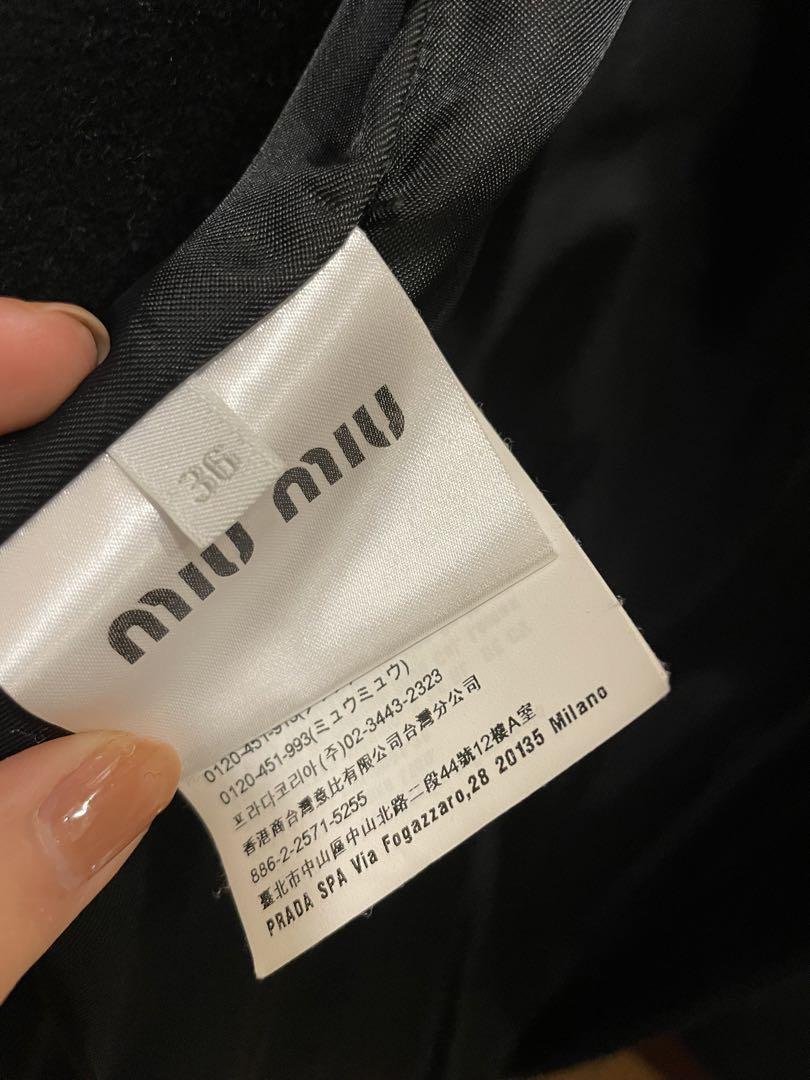 miu miu
36
0120-451-993(ミュウミュウ)
프라다코리아(주)02-3443-2323
香港商台灣意比有限公司台灣分公司
886-2-2571-5255
臺北市中山區中山北路二段44號12樓A室
PRADA SPA Via Fogazzaro,28 20135 Milano